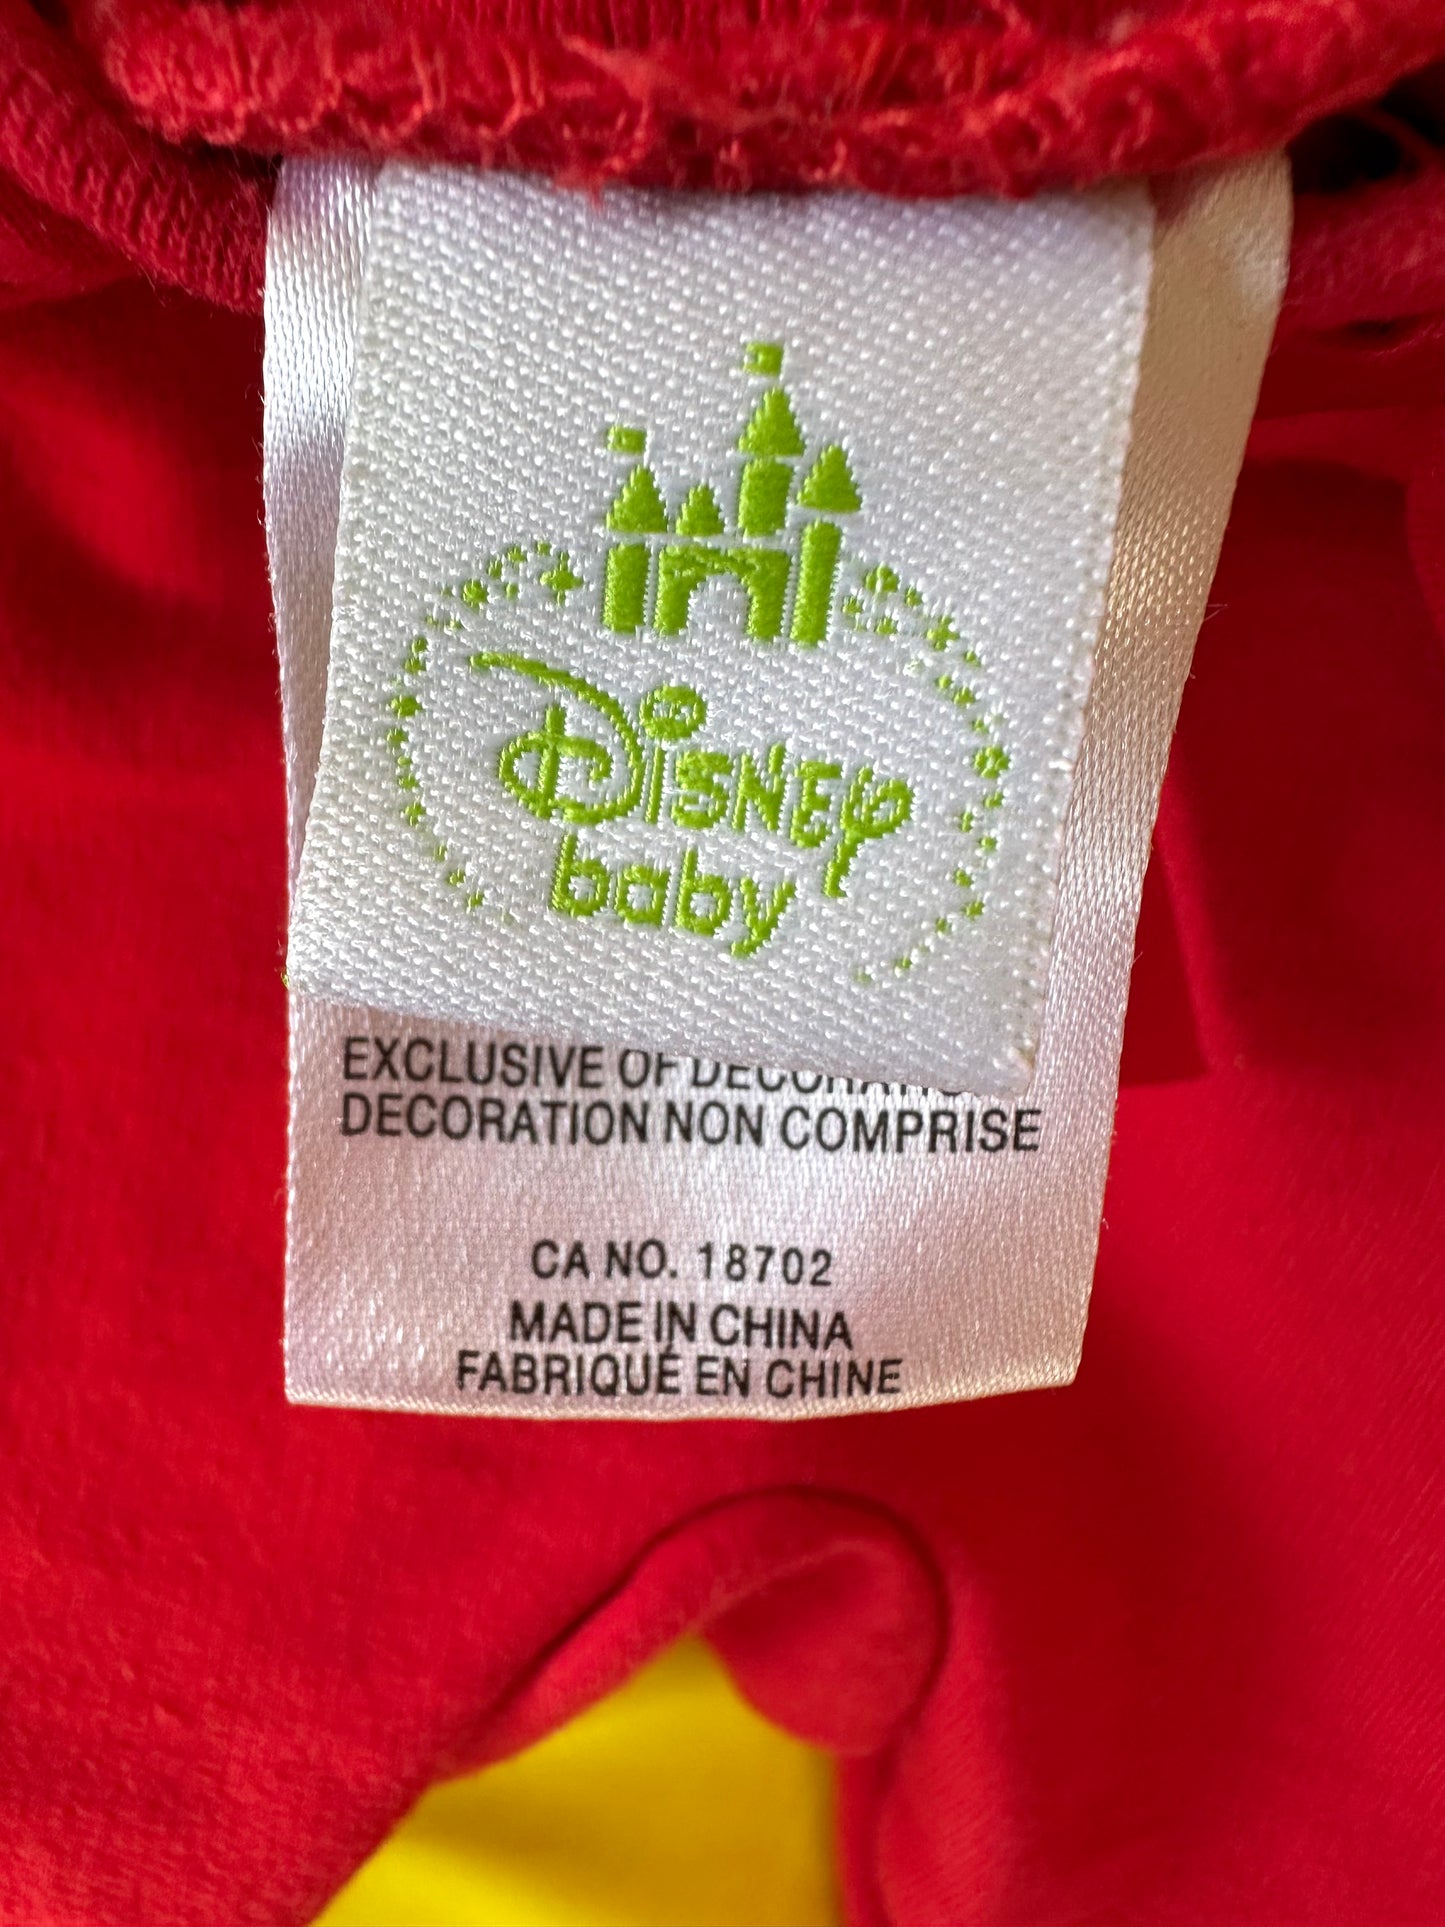 Disney
baby
EXCLUSIVE OF
DECORATION NON COMPRISE
CA NO. 18702
MADE IN CHINA
FABRIQUÉ EN CHINE